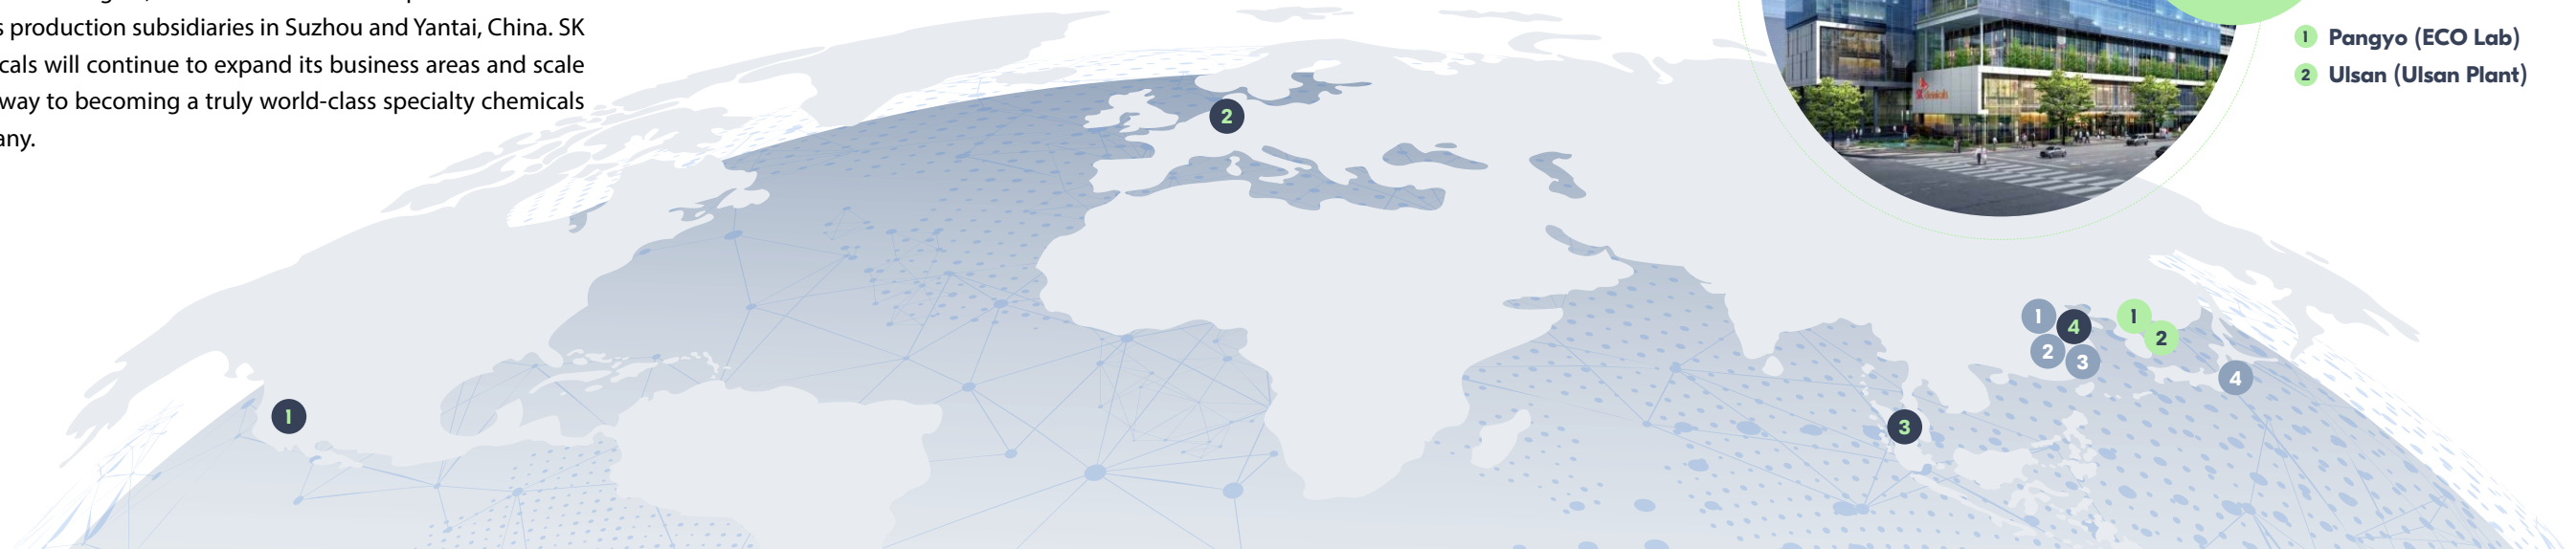 s production subsidiaries in Suzhou and Yantai, China. SK
cals will continue to expand its business areas and scale
way to becoming a truly world-class specialty chemicals
any.
1 Pangyo (ECO Lab)
2 Ulsan (Ulsan Plant)
2
1
1
4
1
2
2
3
4
3